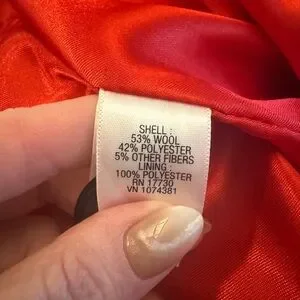 SHELL :
53% WOOL
42% POLYESTER
5% OTHER FIBERS
LINING :
100% POLYESTER
RN 17730
VN 1074381